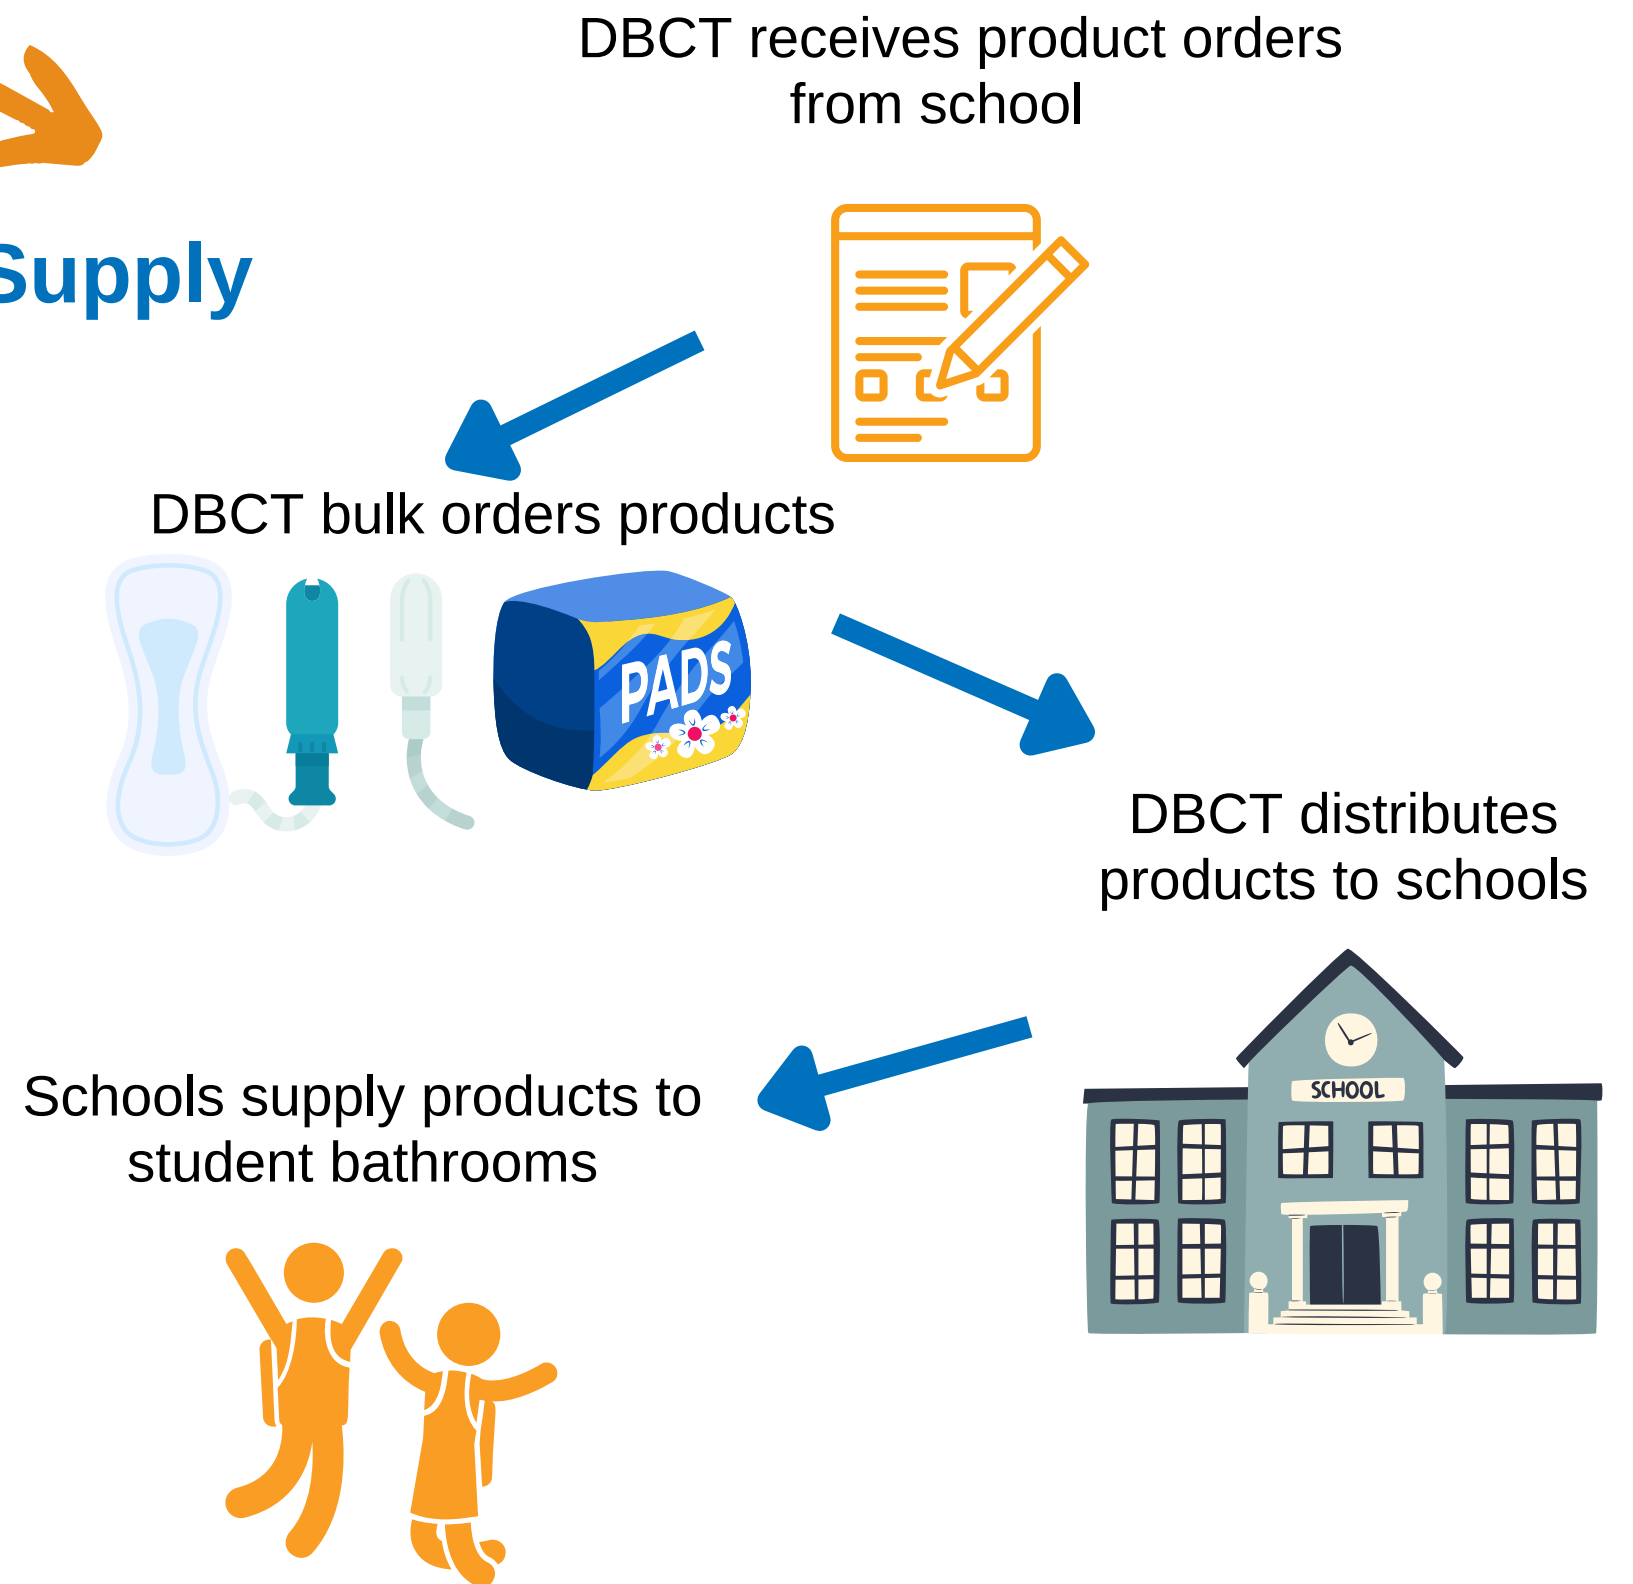 DBCT receives product orders
from school
Supply
DBCT bulk orders products
PADS
DBCT distributes
products to schools
SCHOOL
Schools supply products to
student bathrooms